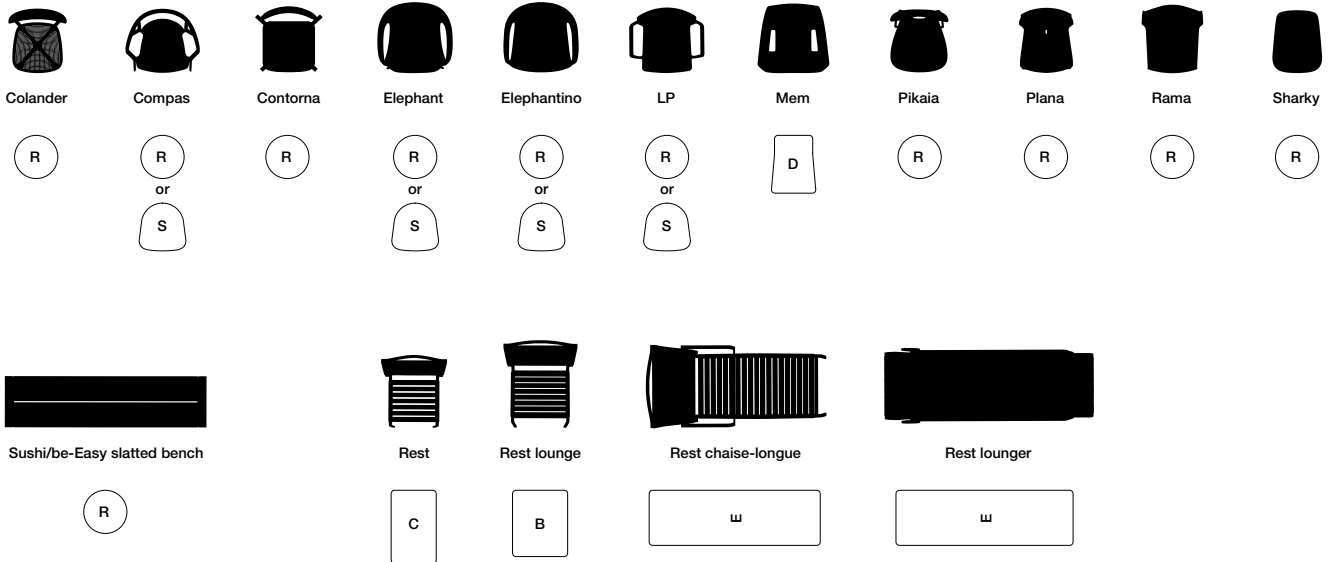 Colander Compas Contorna Elephant Elephantino LP Mem Pikaia Plana Rama Sharky
R R R R R R D R R R R
or or or or
S S S S
Sushi/be-Easy slatted bench Rest Rest lounge Rest chaise-longue Rest lounger
R C B E E